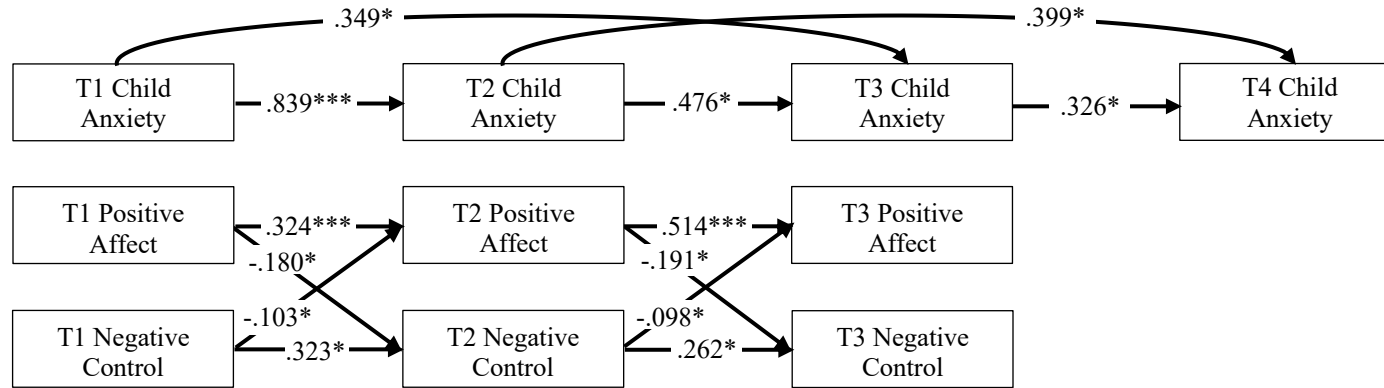 .349*
.399*
T1 Child
Anxiety
.839***
T2 Child
Anxiety
.476*
T3 Child
Anxiety
.326*
T4 Child
Anxiety
T1 Positive
Affect
.324***
-.180*
T2 Positive
Affect
.514***
-.191*
T3 Positive
Affect
T1 Negative
Control
-.103*
.323*
T2 Negative
Control
-.098*
.262*
T3 Negative
Control